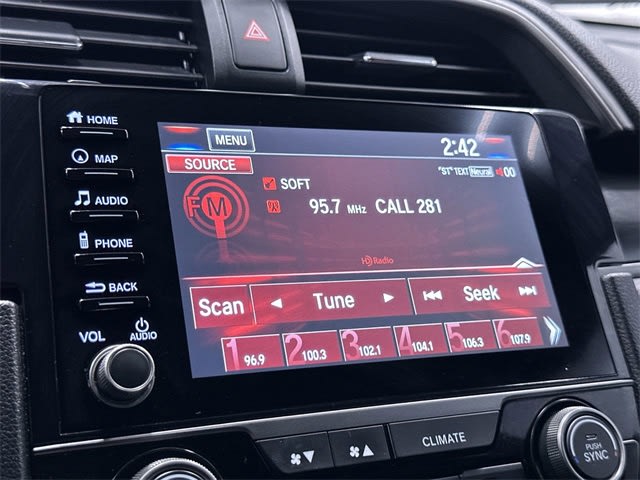 HOME
MAP
AUDIO
PHONE
BACK
VOL AUDIO
MENU
2:42
SOURCE
"ST" TEXT Neural 00
FM
SOFT
95.7 MHz CALL 281
HD Radio
Scan Tune Seek
1 96.9 2 100.3 3 102.1 4 104.1 5 106.3 6 107.9
CLIMATE
PUSH
SYNC